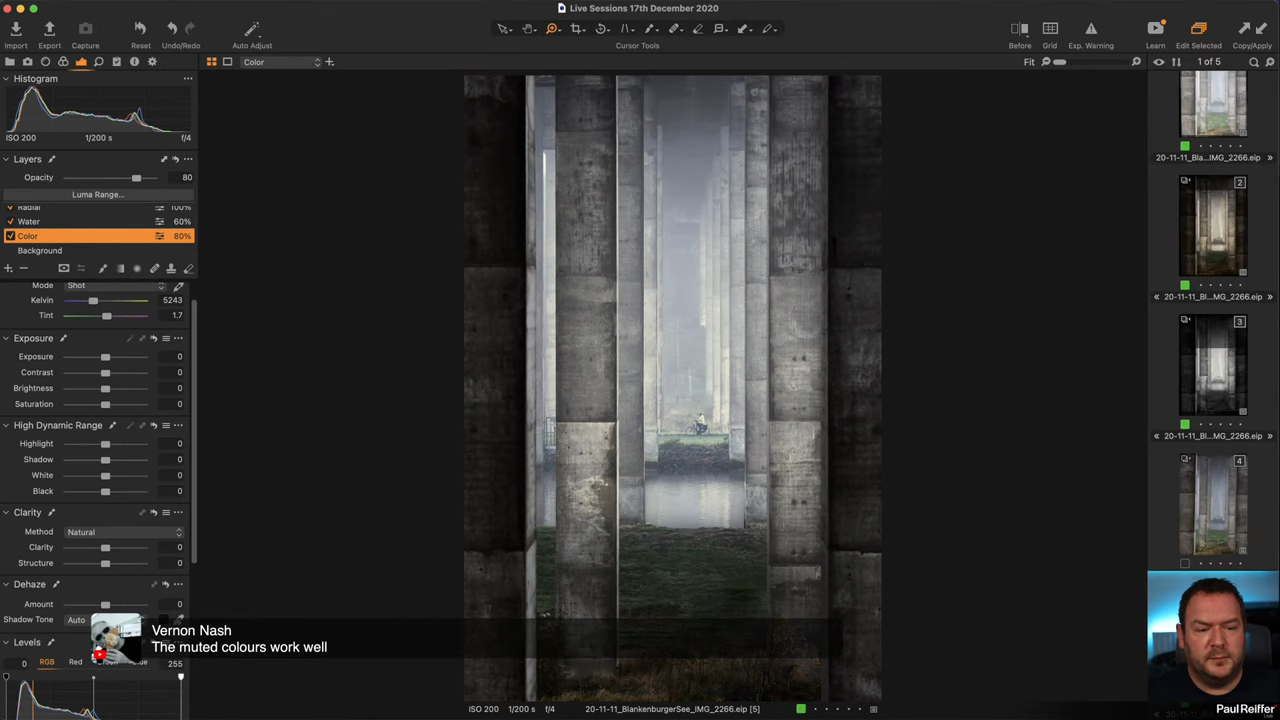 Live Sessions 17th December 2020
Import Export Capture Reset Undo/Redo Auto Adjust Cursor Tools Before Grid Exp. Warning Learn Edit Selected Copy/Apply
Color Fit 1 of 5
Histogram
ISO 200 1/200 s f/4
Layers
Opacity 80
Luma Range...
Radial 100%
Water 60%
Color 80%
Background
Mode Shot
Kelvin 5243
Tint 1.7
Exposure
Exposure 0
Contrast 0
Brightness 0
Saturation 0
High Dynamic Range
Highlight 0
Shadow 0
White 0
Black 0
Clarity
Method Natural
Clarity 0
Structure 0
Dehaze
Amount 0
Shadow Tone Auto
Levels
0 RGB Red 255
Vernon Nash
The muted colours work well
ISO 200 1/200 s f/4 20-11-11_BlankenburgerSee_IMG_2266.eip [5]
20-11-11_Bla...IMG_2266.eip
2
20-11-11_Bl...MG_2266.eip
3
20-11-11_Bl...MG_2266.eip
4
Paul Reiffer
Live